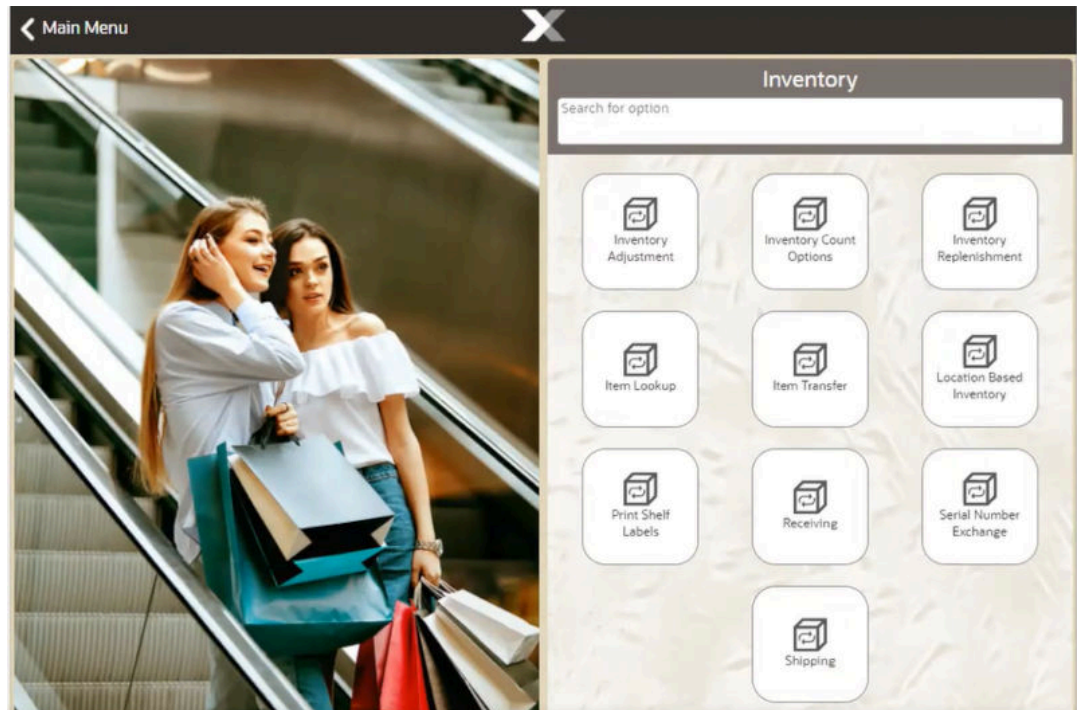 Main Menu
Inventory
Search for option
Inventory
Adjustment
Inventory Count
Options
Inventory
Replenishment
Item Lookup
Item Transfer
Location Based
Inventory
Print Shelf
Labels
Receiving
Serial Number
Exchange
Shipping